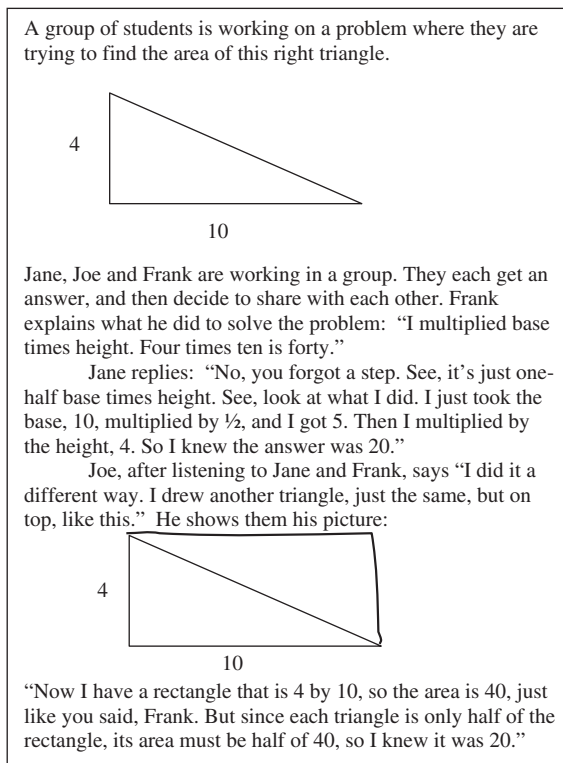 A group of students is working on a problem where they are
trying to find the area of this right triangle.
4
10
Jane, Joe and Frank are working in a group. They each get an
answer, and then decide to share with each other. Frank
explains what he did to solve the problem:  “I multiplied base
times height. Four times ten is forty.”
Jane replies:  “No, you forgot a step. See, it’s just one-
half base times height. See, look at what I did. I just took the
base, 10, multiplied by ½, and I got 5. Then I multiplied by
the height, 4. So I knew the answer was 20.”
Joe, after listening to Jane and Frank, says “I did it a
different way. I drew another triangle, just the same, but on
top, like this.”  He shows them his picture:
4
10
“Now I have a rectangle that is 4 by 10, so the area is 40, just
like you said, Frank. But since each triangle is only half of the
rectangle, its area must be half of 40, so I knew it was 20.”